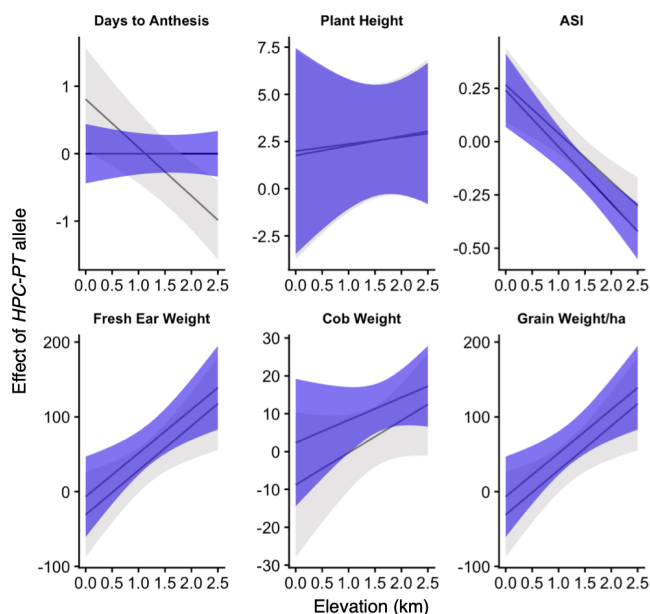 Days to Anthesis
Plant Height
ASI
1
0
-1
7.5
5.0
2.5
0.0
-2.5
0.25
0.00
-0.25
-0.50
0.0 0.5 1.0 1.5 2.0 2.5
0.0 0.5 1.0 1.5 2.0 2.5
0.0 0.5 1.0 1.5 2.0 2.5
Effect of HPC-PT allele
Fresh Ear Weight
Cob Weight
Grain Weight/ha
200
100
0
-100
30
20
10
0
-10
-20
-30
200
100
0
-100
0.0 0.5 1.0 1.5 2.0 2.5
0.0 0.5 1.0 1.5 2.0 2.5
0.0 0.5 1.0 1.5 2.0 2.5
Elevation (km)